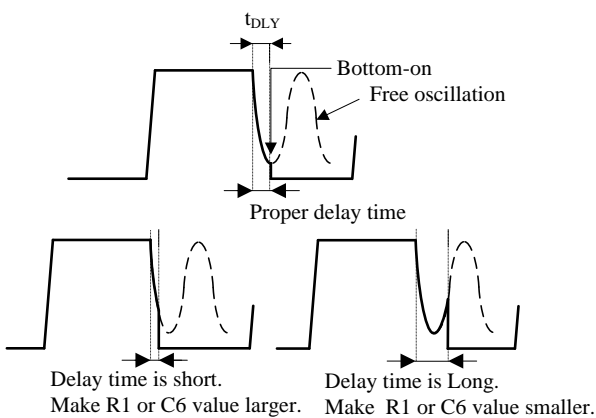 tDLY
Bottom-on
Free oscillation
Proper delay time
Delay time is short.
Make R1 or C6 value larger.
Delay time is Long.
Make R1 or C6 value smaller.